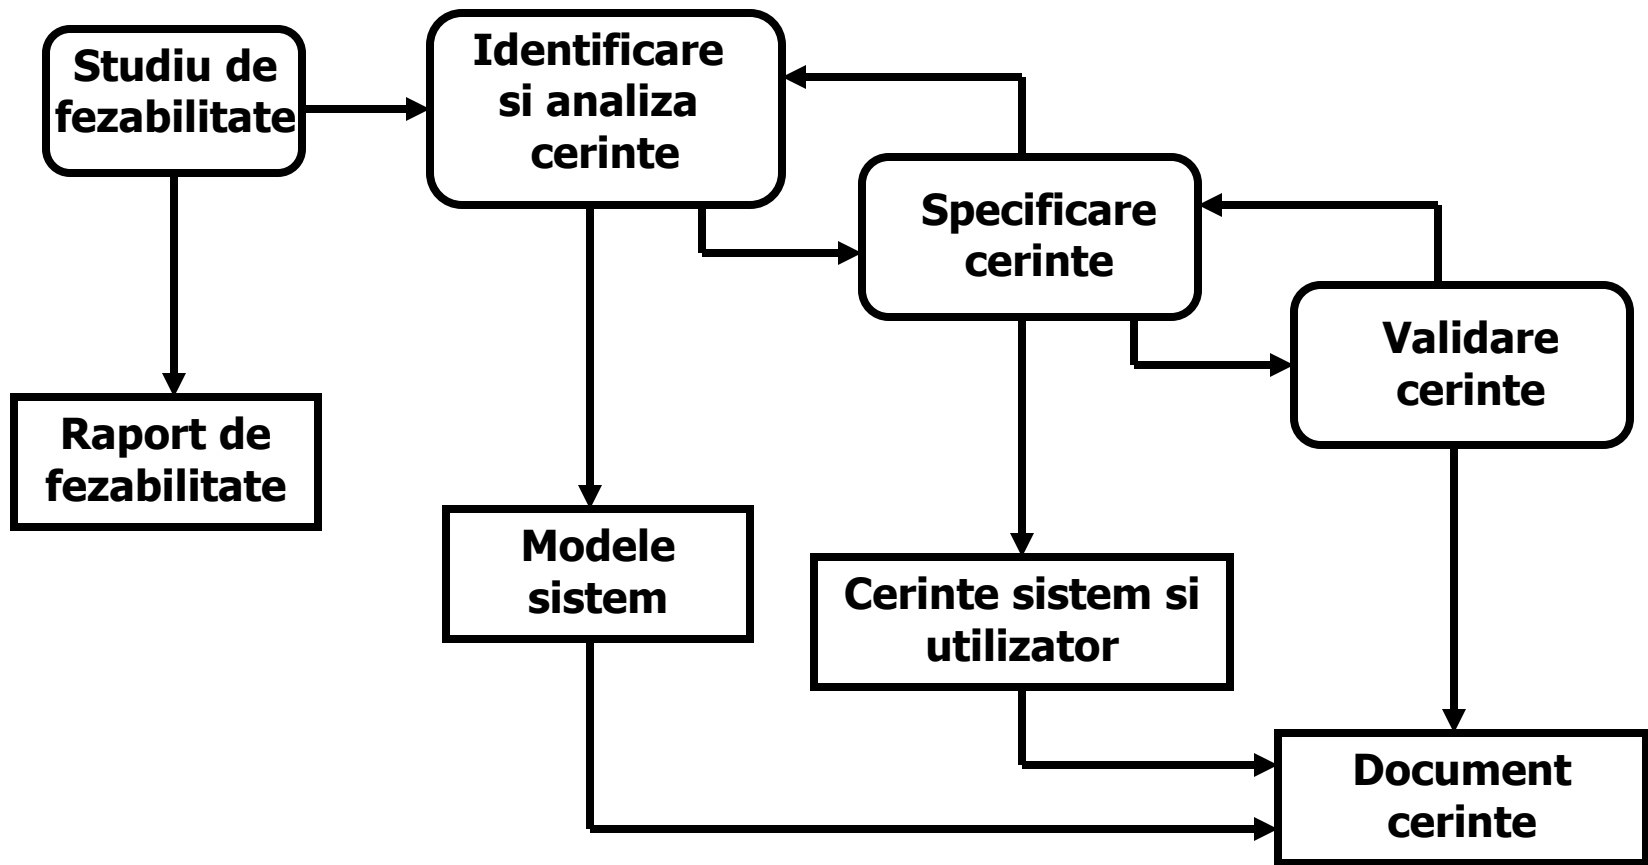 Studiu de
fezabilitate
Identificare
si analiza
cerinte
Specificare
cerinte
Validare
cerinte
Raport de
fezabilitate
Modele
sistem
Cerinte sistem si
utilizator
Document
cerinte